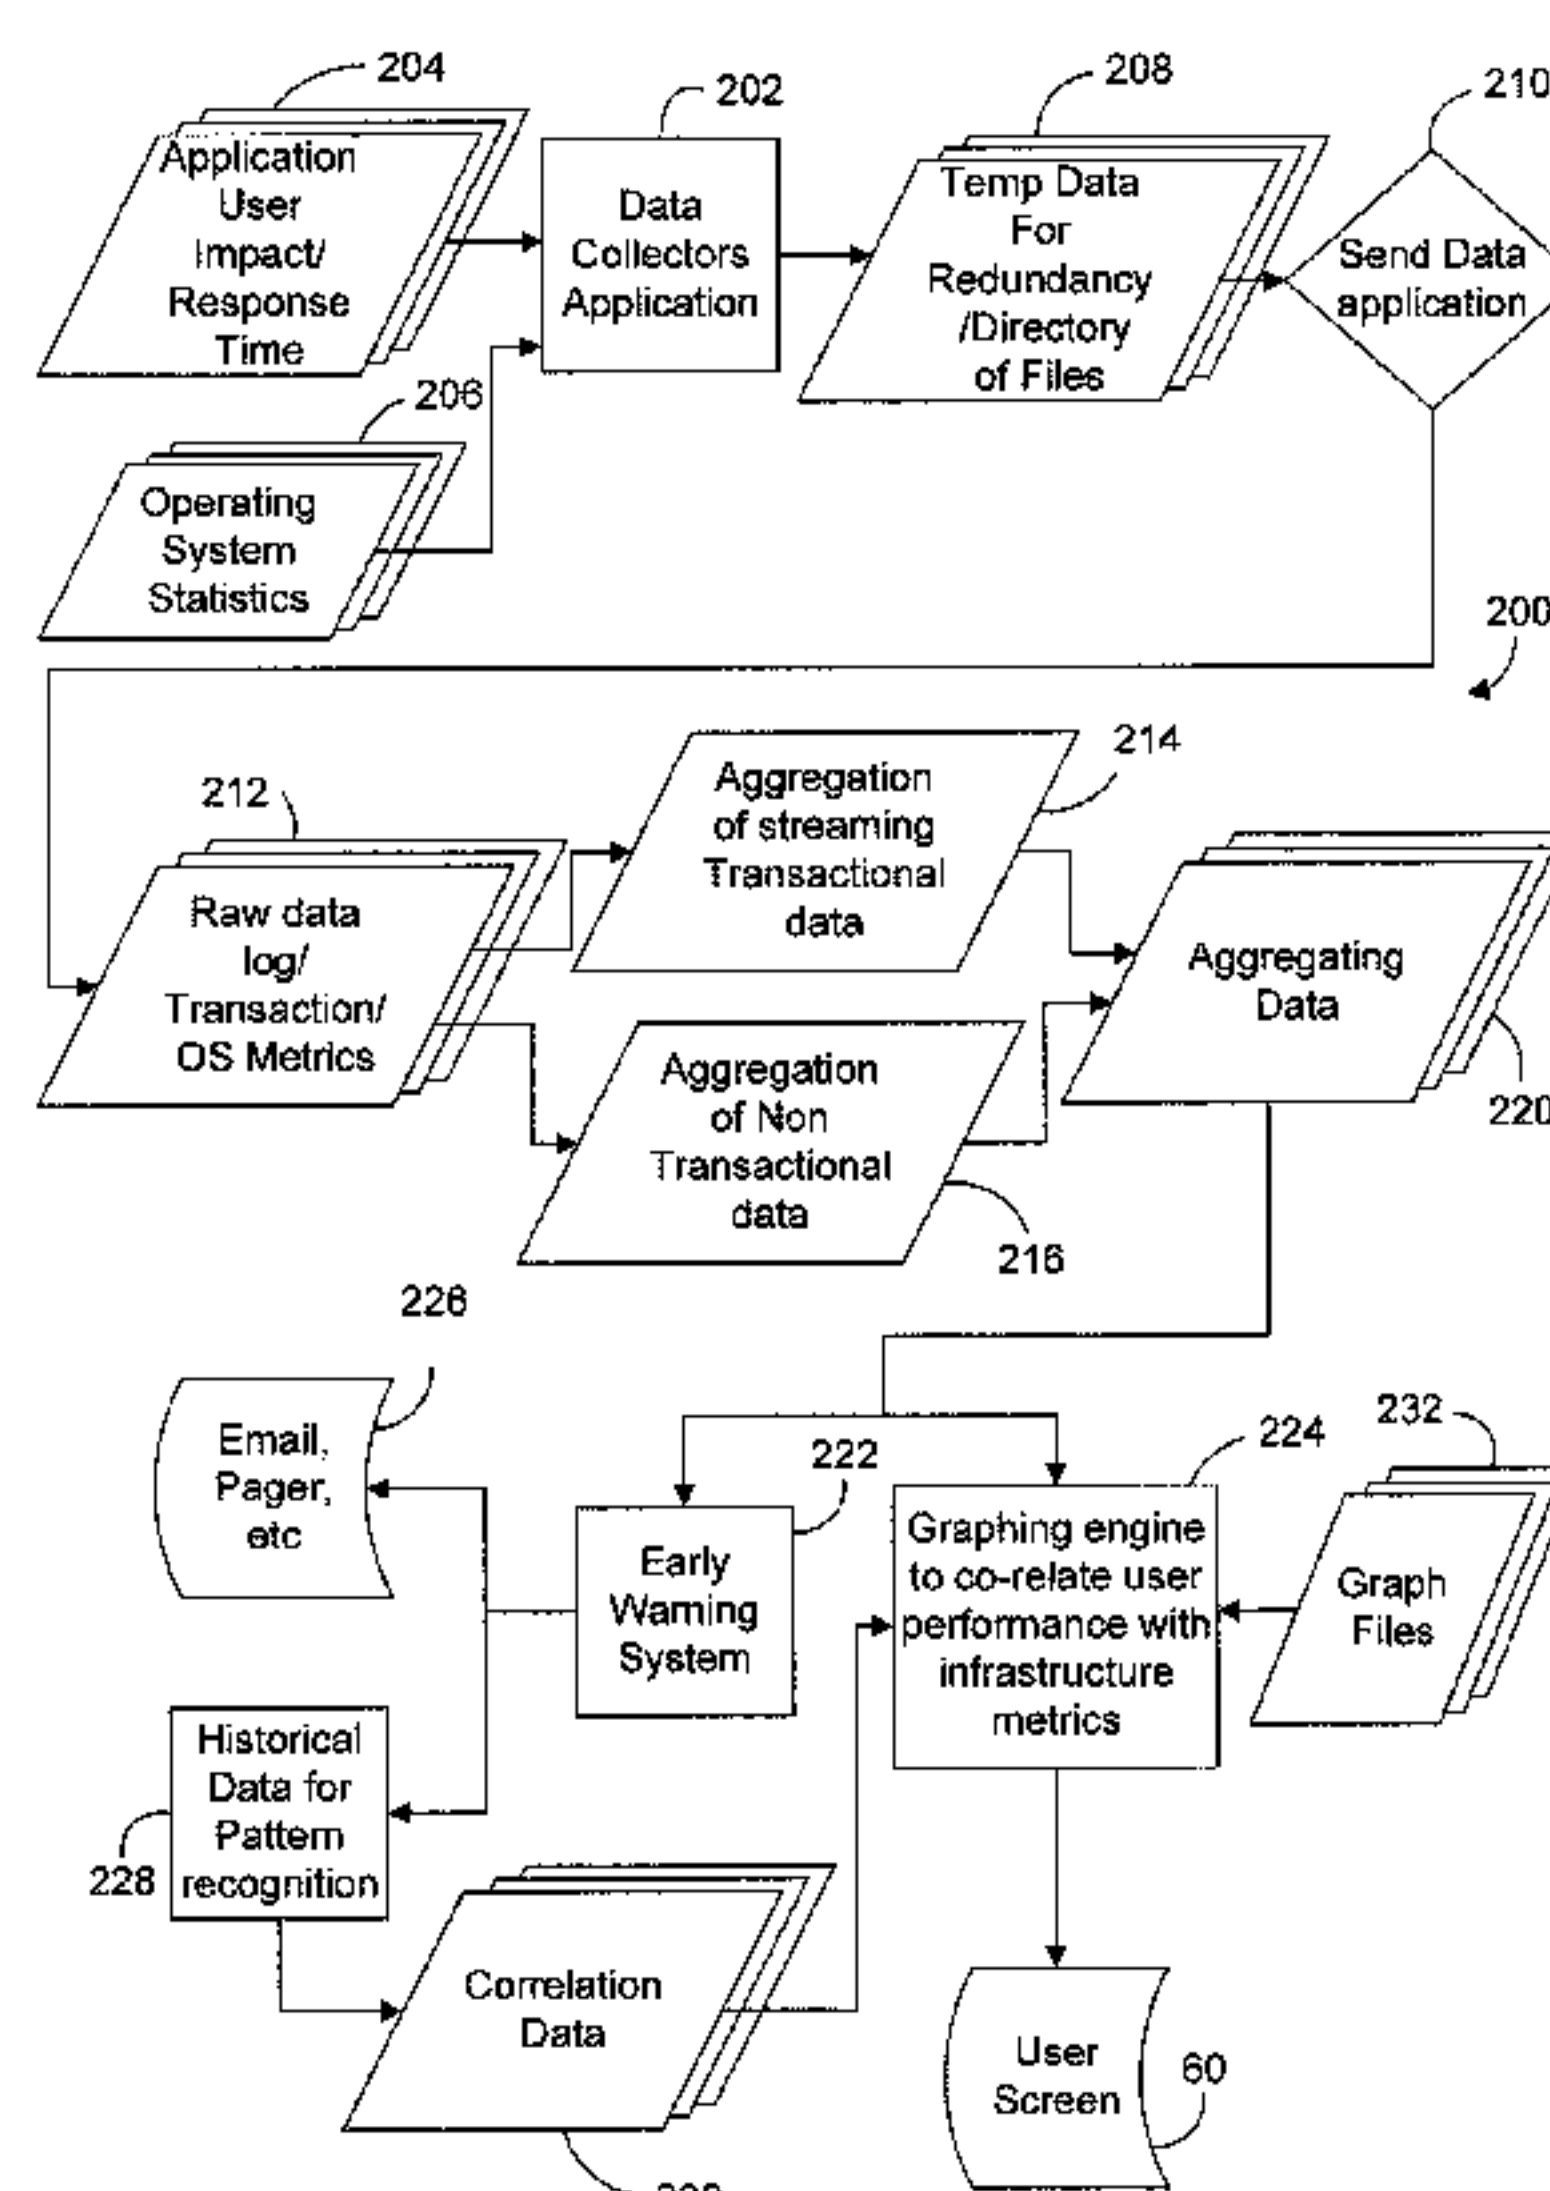 204
202
208
210
Application
User
Impact/
Response
Time
Data
Collectors
Application
Temp Data
For
Redundancy
/Directory
of Files
Send Data
application
206
Operating
System
Statistics
200
214
212
Aggregation
of streaming
Transactional
data
Raw data
log/
Transaction/
OS Metrics
Aggregating
Data
220
Aggregation
of Non
Transactional
data
216
226
Email,
Pager,
etc
222
224
232
Early
Warning
System
Graphing engine
to co-relate user
performance with
infrastructure
metrics
Graph
Files
Historical
Data for
Pattern
recognition
228
Correlation
Data
User
Screen
60